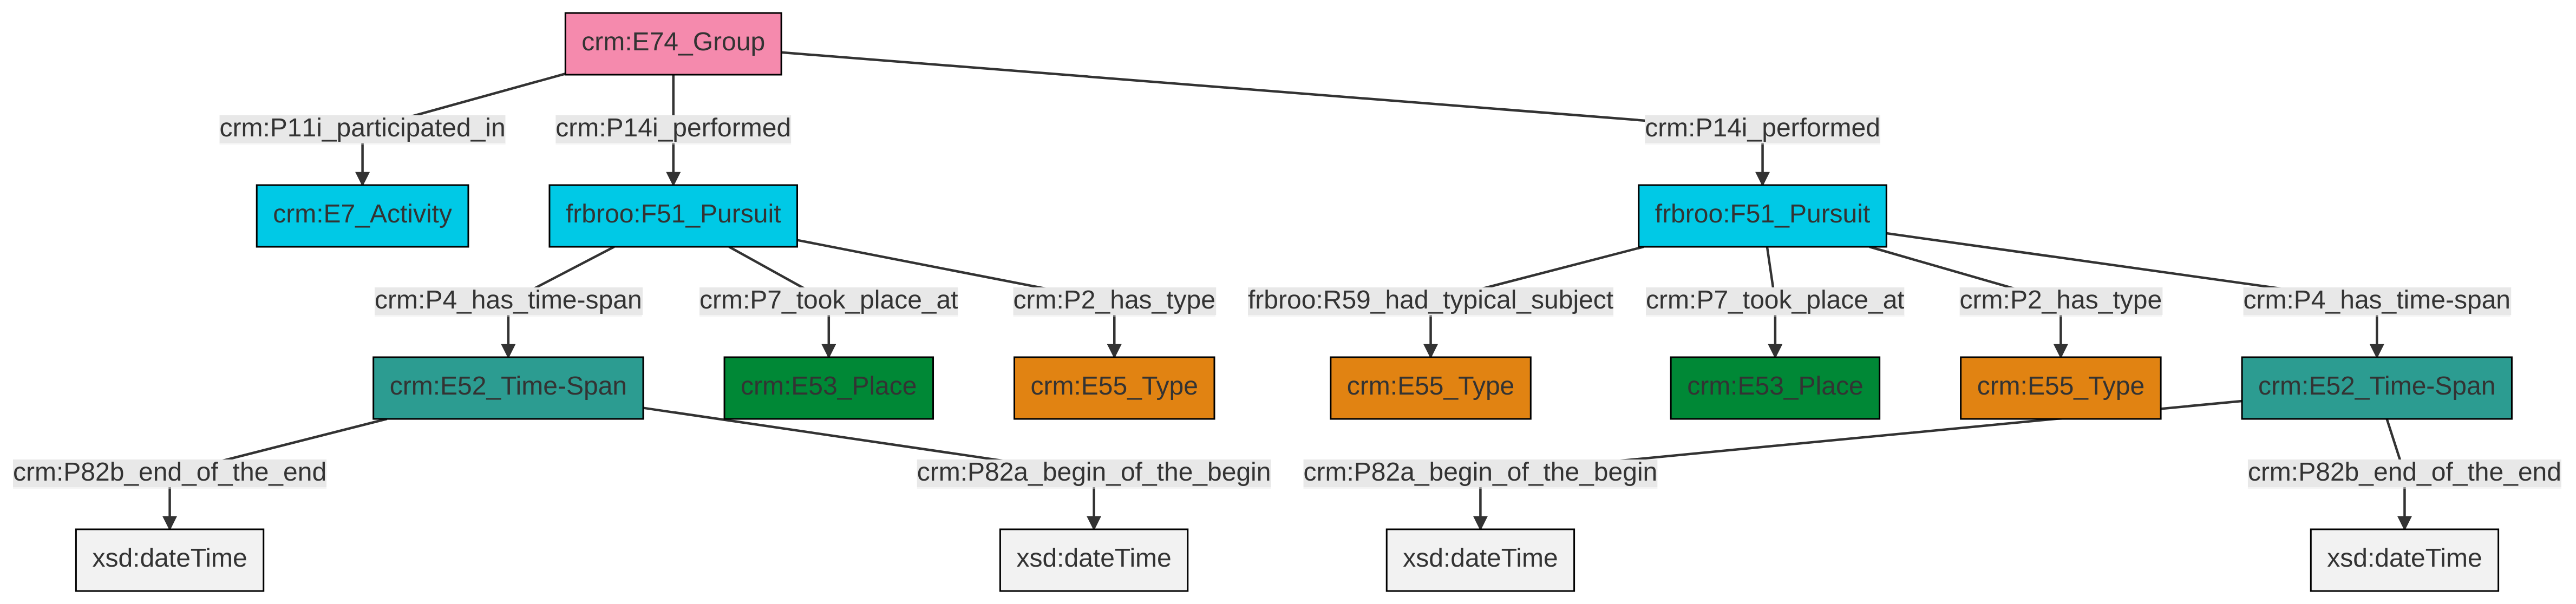 crm:E74_Group
crm:P11i_participated_in
crm:P14i_performed
crm:P14i_performed
crm:E7_Activity
frbroo:F51_Pursuit
frbroo:F51_Pursuit
crm:P4_has_time-span
crm:P7_took_place_at
crm:P2_has_type
frbroo:R59_had_typical_subject
crm:P7_took_place_at
crm:P2_has_type
crm:P4_has_time-span
crm:E52_Time-Span
crm:E53_Place
crm:E55_Type
crm:E55_Type
crm:E53_Place
crm:E55_Type
crm:E52_Time-Span
crm:P82b_end_of_the_end
crm:P82a_begin_of_the_begin
crm:P82a_begin_of_the_begin
crm:P82b_end_of_the_end
xsd:dateTime
xsd:dateTime
xsd:dateTime
xsd:dateTime